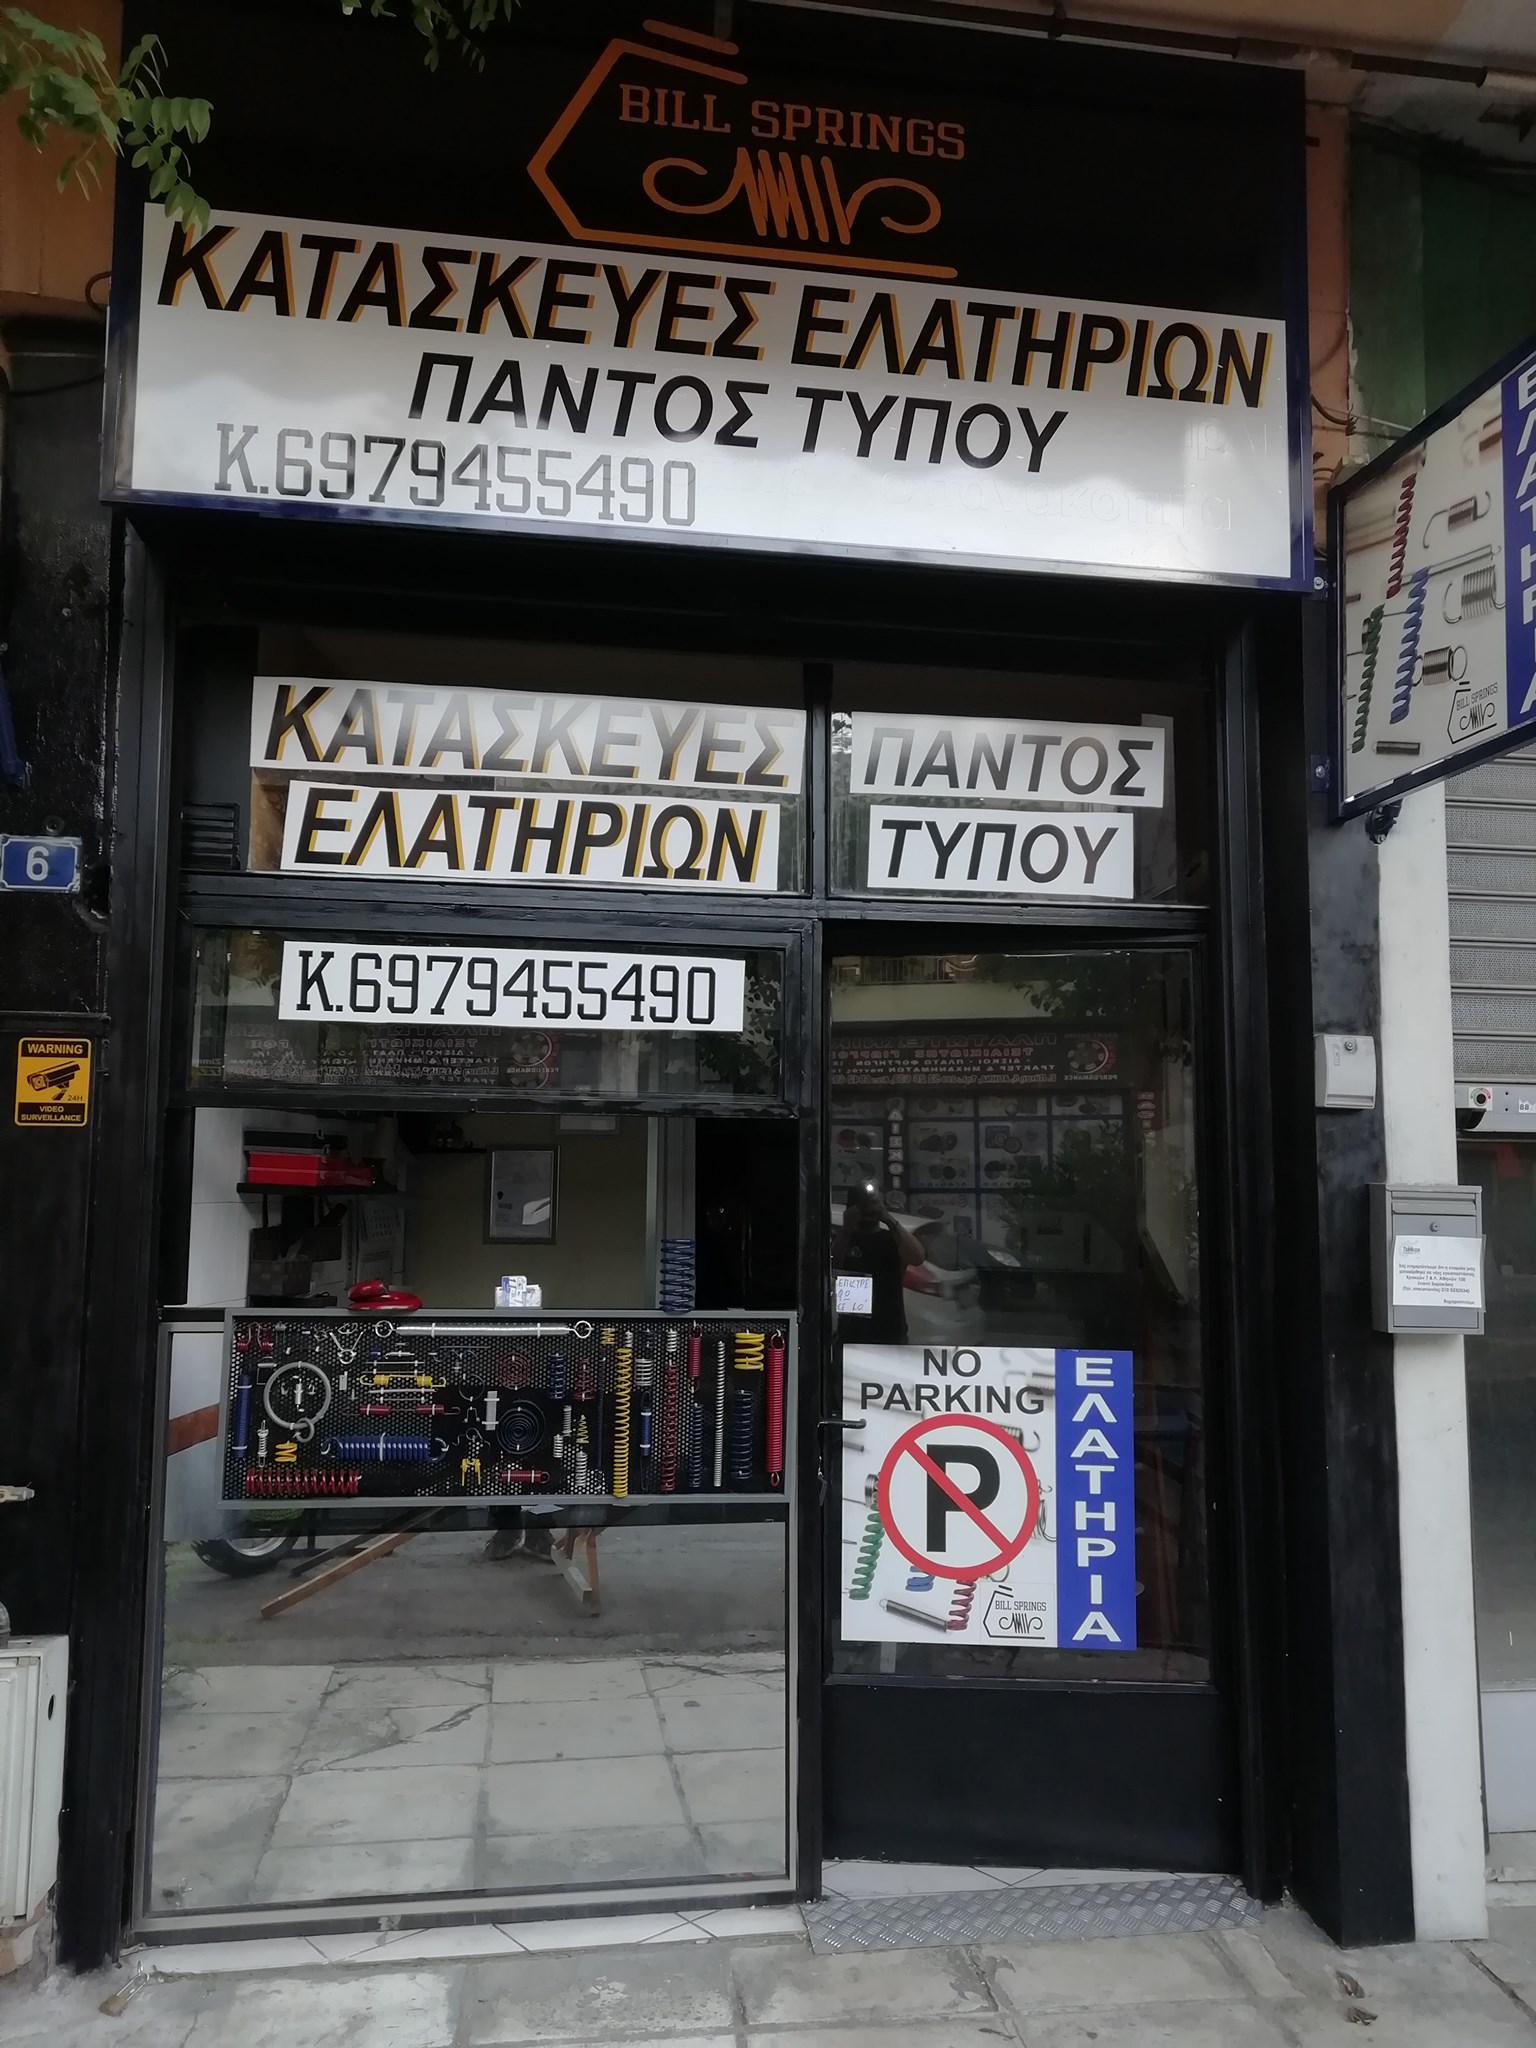 BILL SPRINGS
ΚΑΤΑΣΚΕΥΕΣ ΕΛΑΤΗΡΙΩΝ
ΠΑΝΤΟΣ ΤΥΠΟΥ
Κ.6979455490
ΕΛΑΤΗΡΙΑ
BILL SPRINGS
ΚΑΤΑΣΚΕΥΕΣ
ΕΛΑΤΗΡΙΩΝ
ΠΑΝΤΟΣ
ΤΥΠΟΥ
6
Κ.6979455490
WARNING
24H
VIDEO
SURVEILLANCE
NO
PARKING
P
ΕΛΑΤΗΡΙΑ
BILL SPRINGS